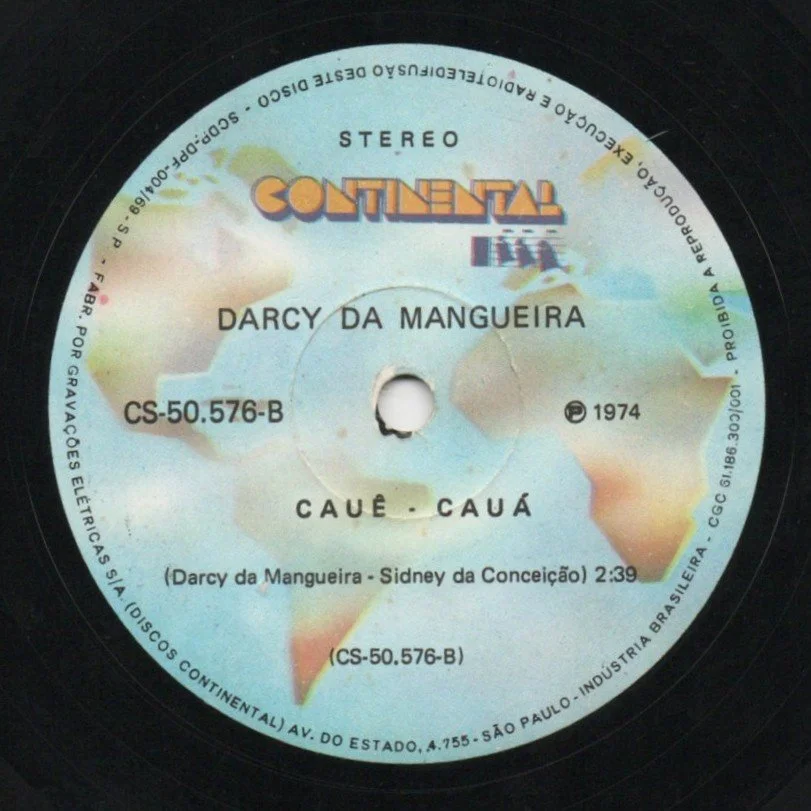 STEREO
CONTINENTAL
DARCY DA MANGUEIRA
CS-50.576-B
℗ 1974
CAUÊ - CAUÁ
(Darcy da Mangueira - Sidney da Conceição) 2:39
(CS-50.576-B)
FABR. POR GRAVAÇÕES ELÉTRICAS S/A. (DISCOS CONTINENTAL) AV. DO ESTADO, 4.755 - SÃO PAULO - INDÚSTRIA BRASILEIRA - CGC 61.186.300/001 - PROIBIDA A REPRODUÇÃO, EXECUÇÃO E RADIOTELEDIFUSÃO DESTE DISCO - SCDP-DPF-004/69-S.P. -